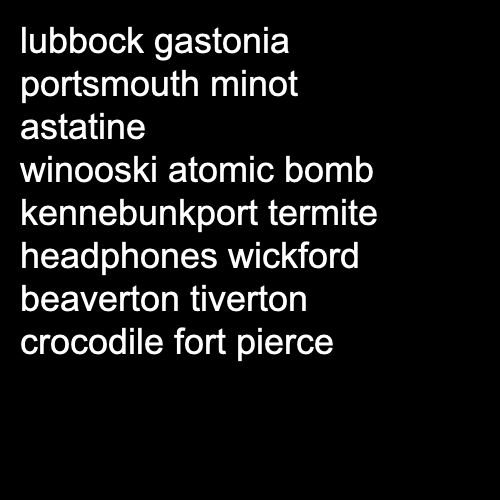 lubbock gastonia
portsmouth minot
astatine
winooski atomic bomb
kennebunkport termite
headphones wickford
beaverton tiverton
crocodile fort pierce